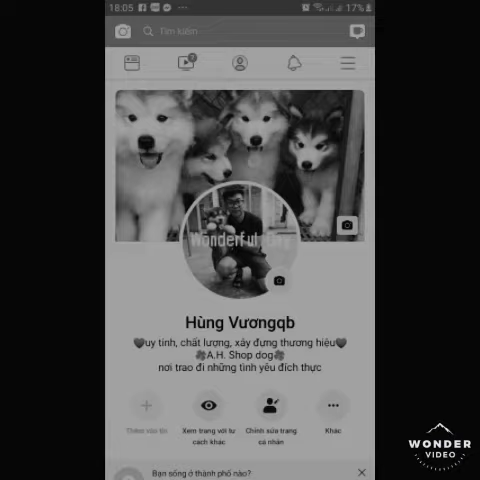 18:05
17%
Tìm kiếm
Wonderful
Hùng Vươngqb
uy tính, chất lượng, xây đựng thương hiệu
A.H. Shop dog
nơi trao đi những tình yêu đích thực
Thêm vào tin
Xem trang với tư
cách khác
Chỉnh sửa trang
cá nhân
Khác
Bạn sống ở thành phố nào?
WONDER
VIDEO